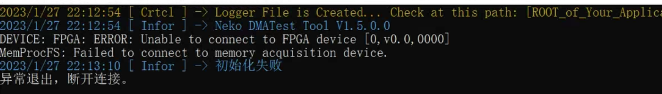 2023/1/27 22:12:54 [ Crtcl ] -> Logger File is Created... Check at this path: [ROOT_of_Your_Applica
2023/1/27 22:12:54 [ Infor ] -> Neko DMATest Tool V1.5.0.0
DEVICE: FPGA: ERROR: Unable to connect to FPGA device [0,v0.0,0000]
MemProcFS: Failed to connect to memory acquisition device.
2023/1/27 22:13:10 [ Infor ] -> 初始化失败
异常退出，断开连接。